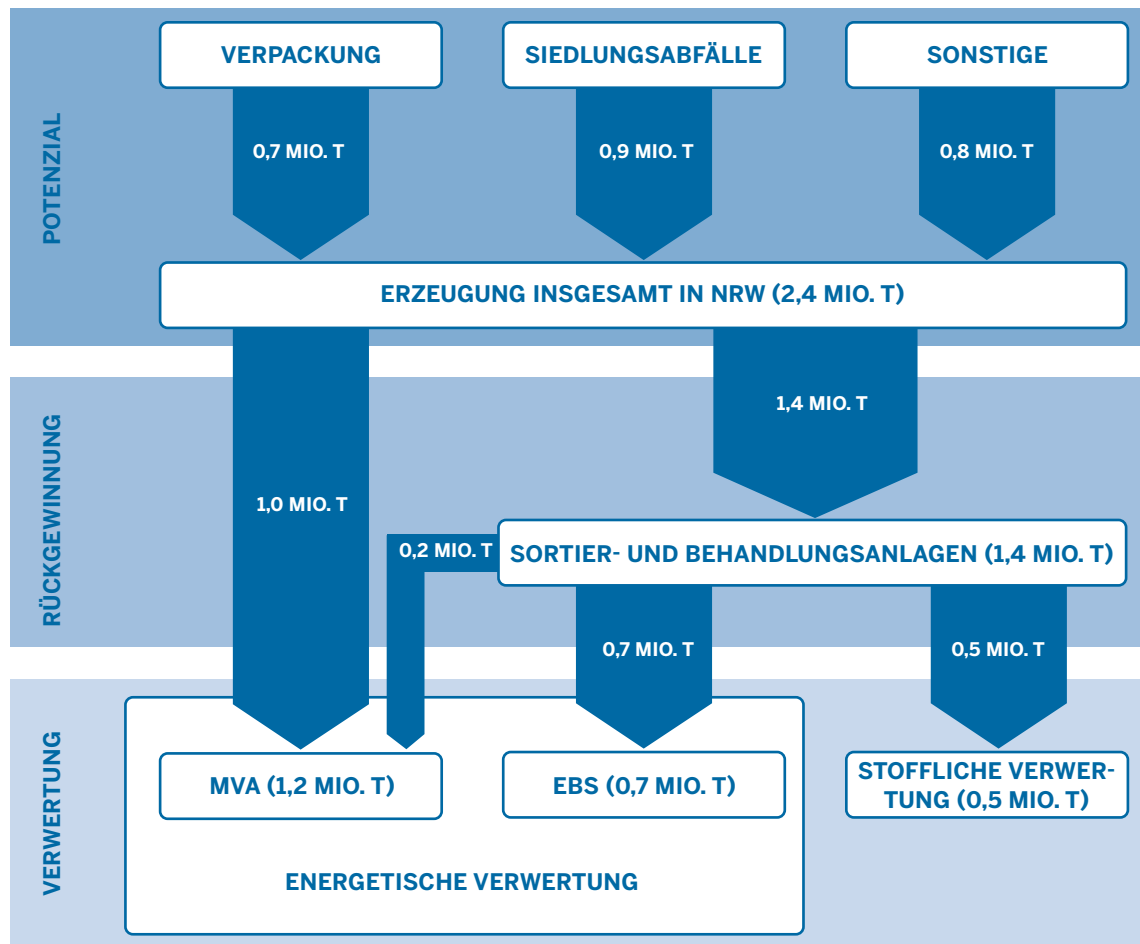 POTENZIAL
VERPACKUNG
SIEDLUNGSABFÄLLE
SONSTIGE
0,7 MIO. T
0,9 MIO. T
0,8 MIO. T
ERZEUGUNG INSGESAMT IN NRW (2,4 MIO. T)
RÜCKGEWINNUNG
1,4 MIO. T
1,0 MIO. T
0,2 MIO. T
SORTIER- UND BEHANDLUNGSANLAGEN (1,4 MIO. T)
0,7 MIO. T
0,5 MIO. T
VERWERTUNG
MVA (1,2 MIO. T)
EBS (0,7 MIO. T)
STOFFLICHE VERWER-
TUNG (0,5 MIO. T)
ENERGETISCHE VERWERTUNG